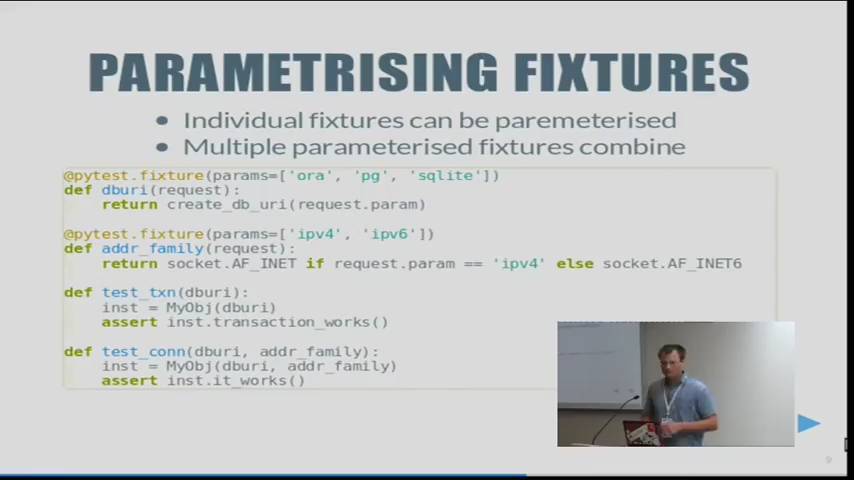 PARAMETRISING FIXTURES
• Individual fixtures can be paremeterised
• Multiple parameterised fixtures combine
@pytest.fixture(params=['ora', 'pg', 'sqlite'])
def dburi(request):
    return create_db_uri(request.param)
@pytest.fixture(params=['ipv4', 'ipv6'])
def addr_family(request):
    return socket.AF_INET if request.param == 'ipv4' else socket.AF_INET6
def test_txn(dburi):
    inst = MyObj(dburi)
    assert inst.transaction_works()
def test_conn(dburi, addr_family):
    inst = MyObj(dburi, addr_family)
    assert inst.it_works()
9